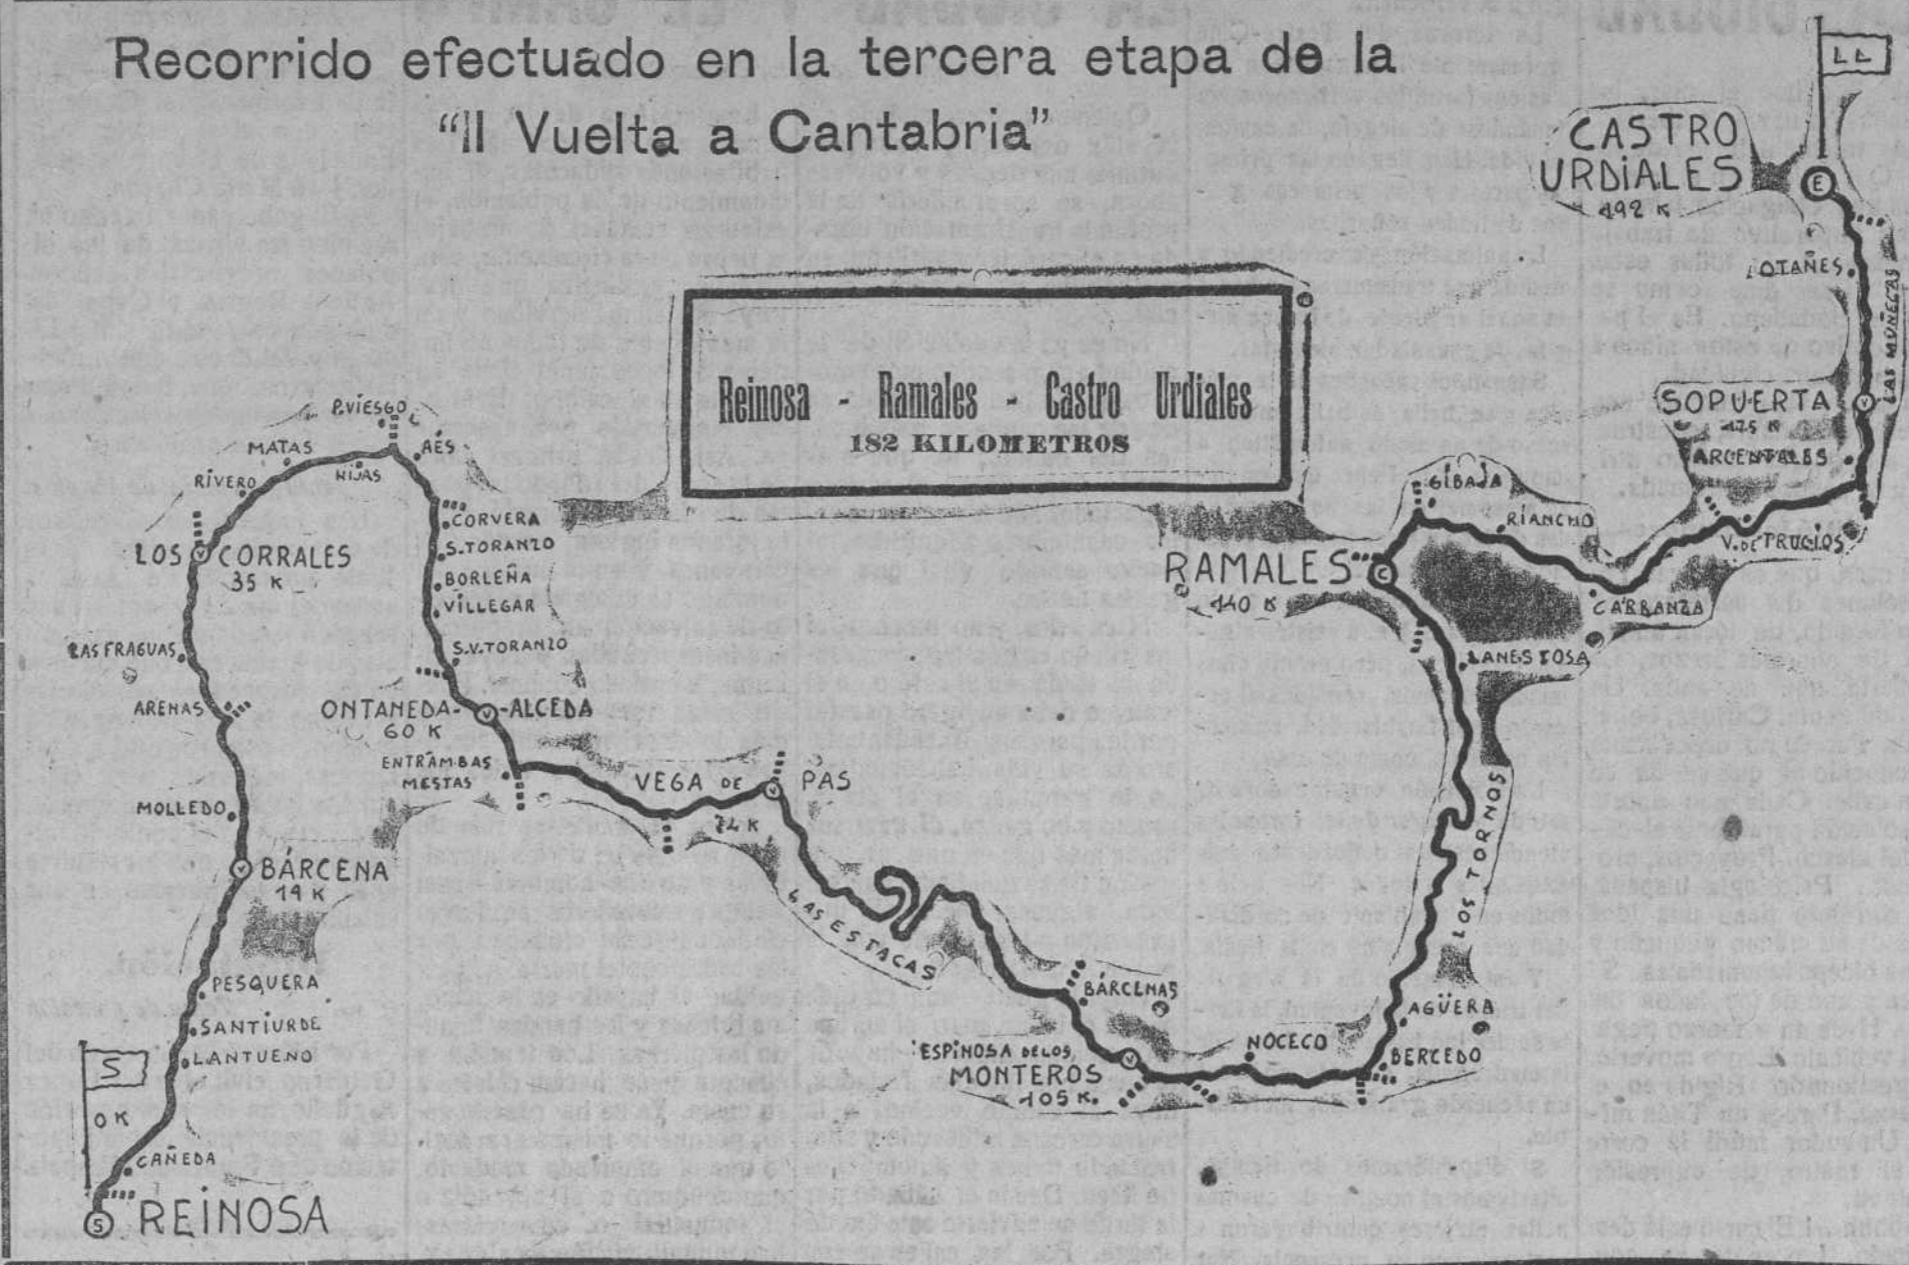 Recorrido efectuado en la tercera etapa de la
“II Vuelta a Cantabria”
LL
CASTRO
URDIALES
192 K
E
OTAÑES
LAS MUÑECAS
SOPUERTA
175 K
V
ARCENTALES
V. DE TRUCIOS
Reinosa - Ramales - Castro Urdiales
182 KILOMETROS
GIBAJA
RIANCHO
CARRANZA
RAMALES
140 K
C
LANESTOSA
LOS TORNOS
AGÜERA
BERCEDO
NOCECO
ESPINOSA DE LOS
MONTEROS
105 K.
V
BÁRCENAS
LAS ESTACAS
VEGA DE PAS
74 K
V
ENTRAMBAS
MESTAS
ONTANEDA-ALCEDA
60 K
V
S.V. TORANZO
VILLEGAR
BORLEÑA
S. TORANZO
CORVERA
AES
P. VIESGO
HIJAS
MATAS
RIVERO
LOS CORRALES
35 K
LAS FRAGUAS
ARENAS
MOLLEDO
V
BÁRCENA
19 K
PESQUERA
SANTIURDE
LANTUENO
S
0 K
CAÑEDA
S
REINOSA